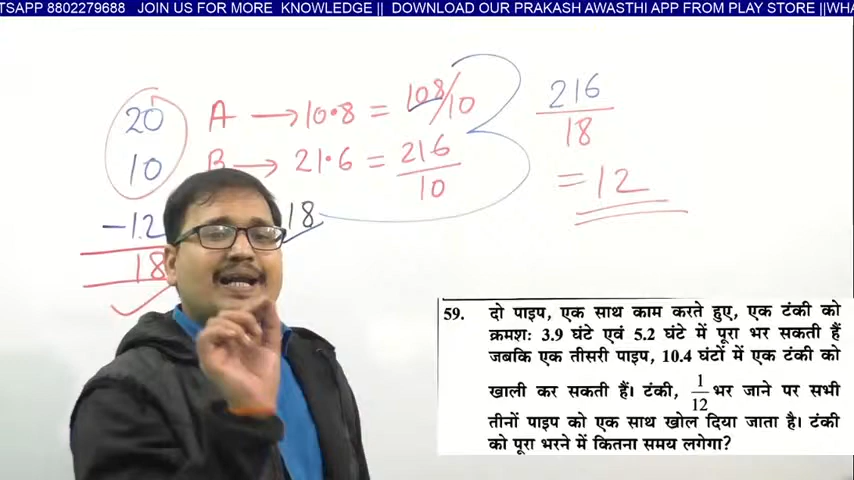 TSAPP 8802279688 JOIN US FOR MORE KNOWLEDGE || DOWNLOAD OUR PRAKASH AWASTHI APP FROM PLAY STORE ||WHA
20 A → 10.8 = 108/10
10 B → 21.6 = 216/10
-12 18
18
216/18
= 12
59. दो पाइप, एक साथ काम करते हुए, एक टंकी को
क्रमश: 3.9 घंटे एवं 5.2 घंटे में पूरा भर सकती हैं
जबकि एक तीसरी पाइप, 10.4 घंटों में एक टंकी को
खाली कर सकती हैं। टंकी, 1/12 भर जाने पर सभी
तीनों पाइप को एक साथ खोल दिया जाता है। टंकी
को पूरा भरने में कितना समय लगेगा?